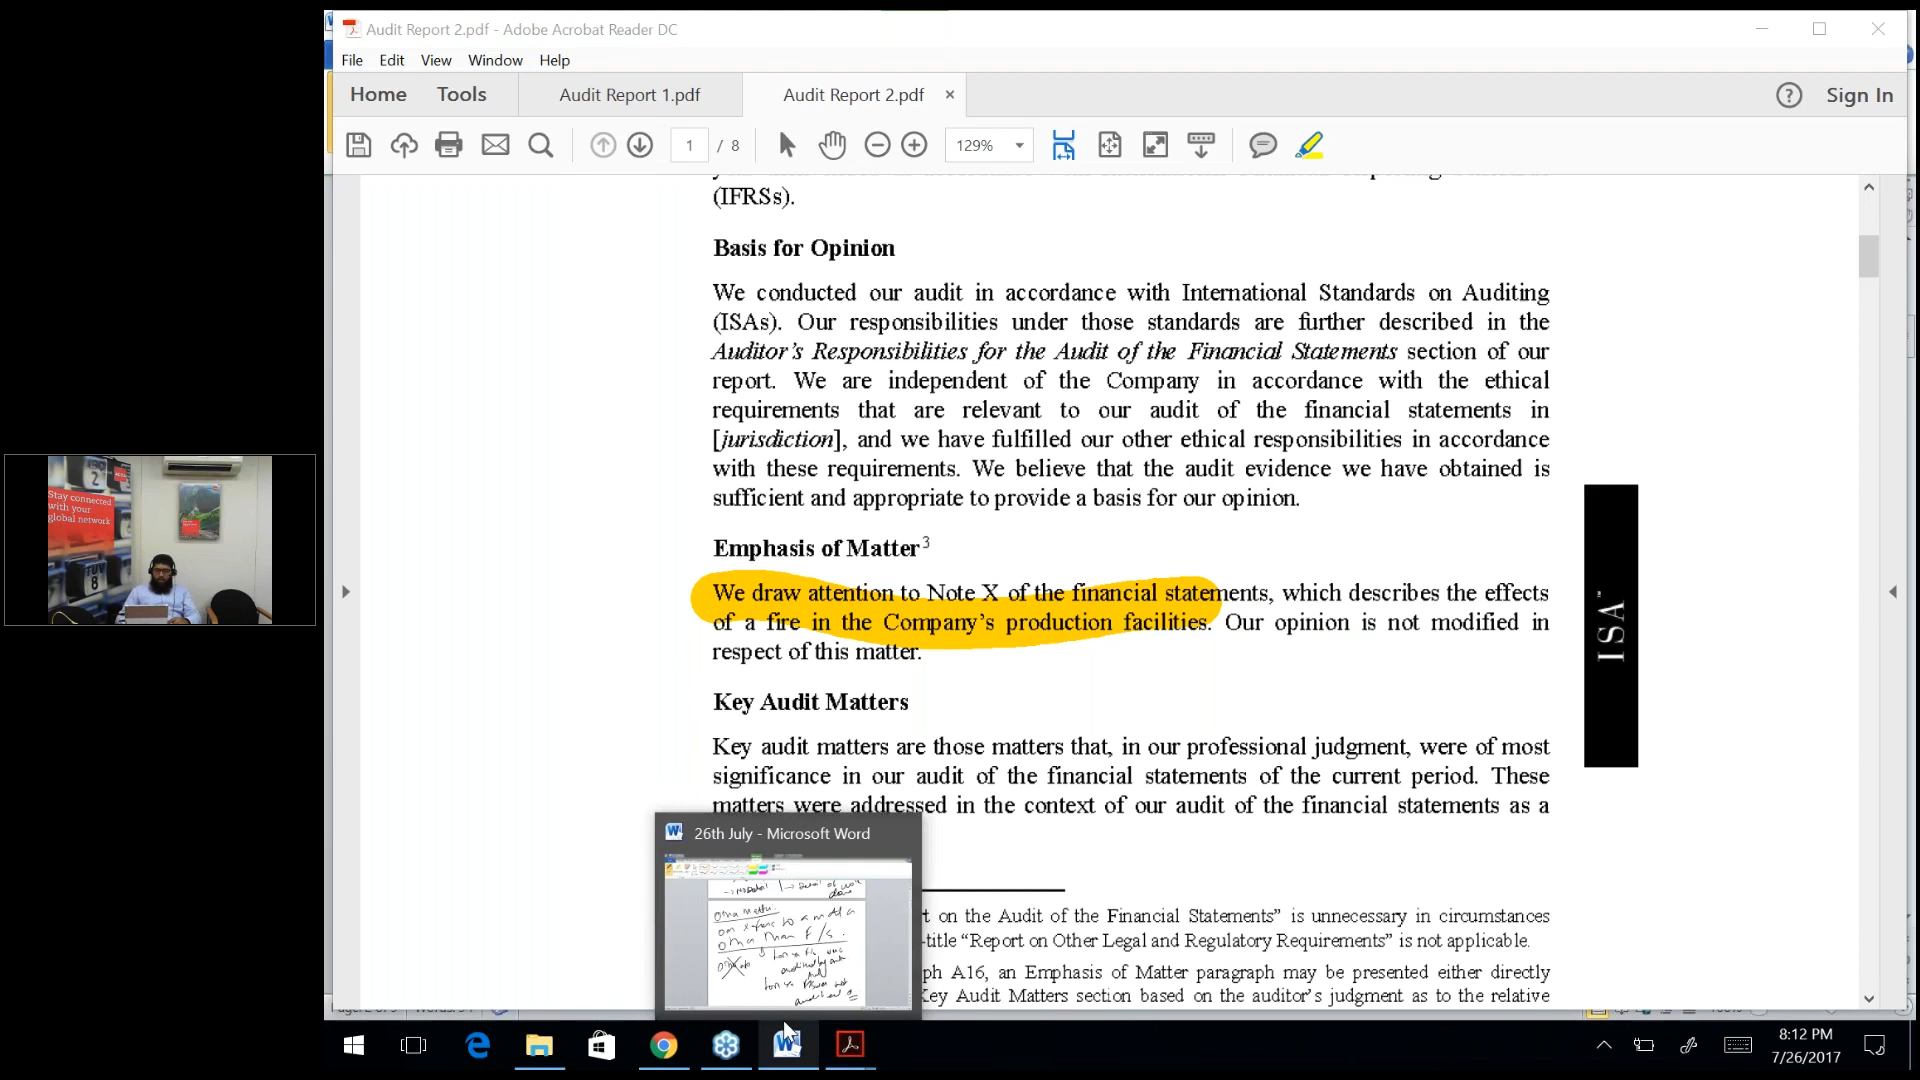 Audit Report 2.pdf - Adobe Acrobat Reader DC
File Edit View Window Help
Home Tools Audit Report 1.pdf Audit Report 2.pdf × Sign In
1 / 8 129%
(IFRSs).
Basis for Opinion
We conducted our audit in accordance with International Standards on Auditing
(ISAs). Our responsibilities under those standards are further described in the
Auditor’s Responsibilities for the Audit of the Financial Statements section of our
report. We are independent of the Company in accordance with the ethical
requirements that are relevant to our audit of the financial statements in
[jurisdiction], and we have fulfilled our other ethical responsibilities in accordance
with these requirements. We believe that the audit evidence we have obtained is
sufficient and appropriate to provide a basis for our opinion.
Emphasis of Matter3
We draw attention to Note X of the financial statements, which describes the effects
of a fire in the Company’s production facilities. Our opinion is not modified in
respect of this matter.
Key Audit Matters
Key audit matters are those matters that, in our professional judgment, were of most
significance in our audit of the financial statements of the current period. These
matters were addressed in the context of our audit of the financial statements as a
ISA™
Stay connected
with your
global network
2
TUV
8
26th July - Microsoft Word
t on the Audit of the Financial Statements” is unnecessary in circumstances
-title “Report on Other Legal and Regulatory Requirements” is not applicable.
ph A16, an Emphasis of Matter paragraph may be presented either directly
Key Audit Matters section based on the auditor’s judgment as to the relative
8:12 PM
7/26/2017